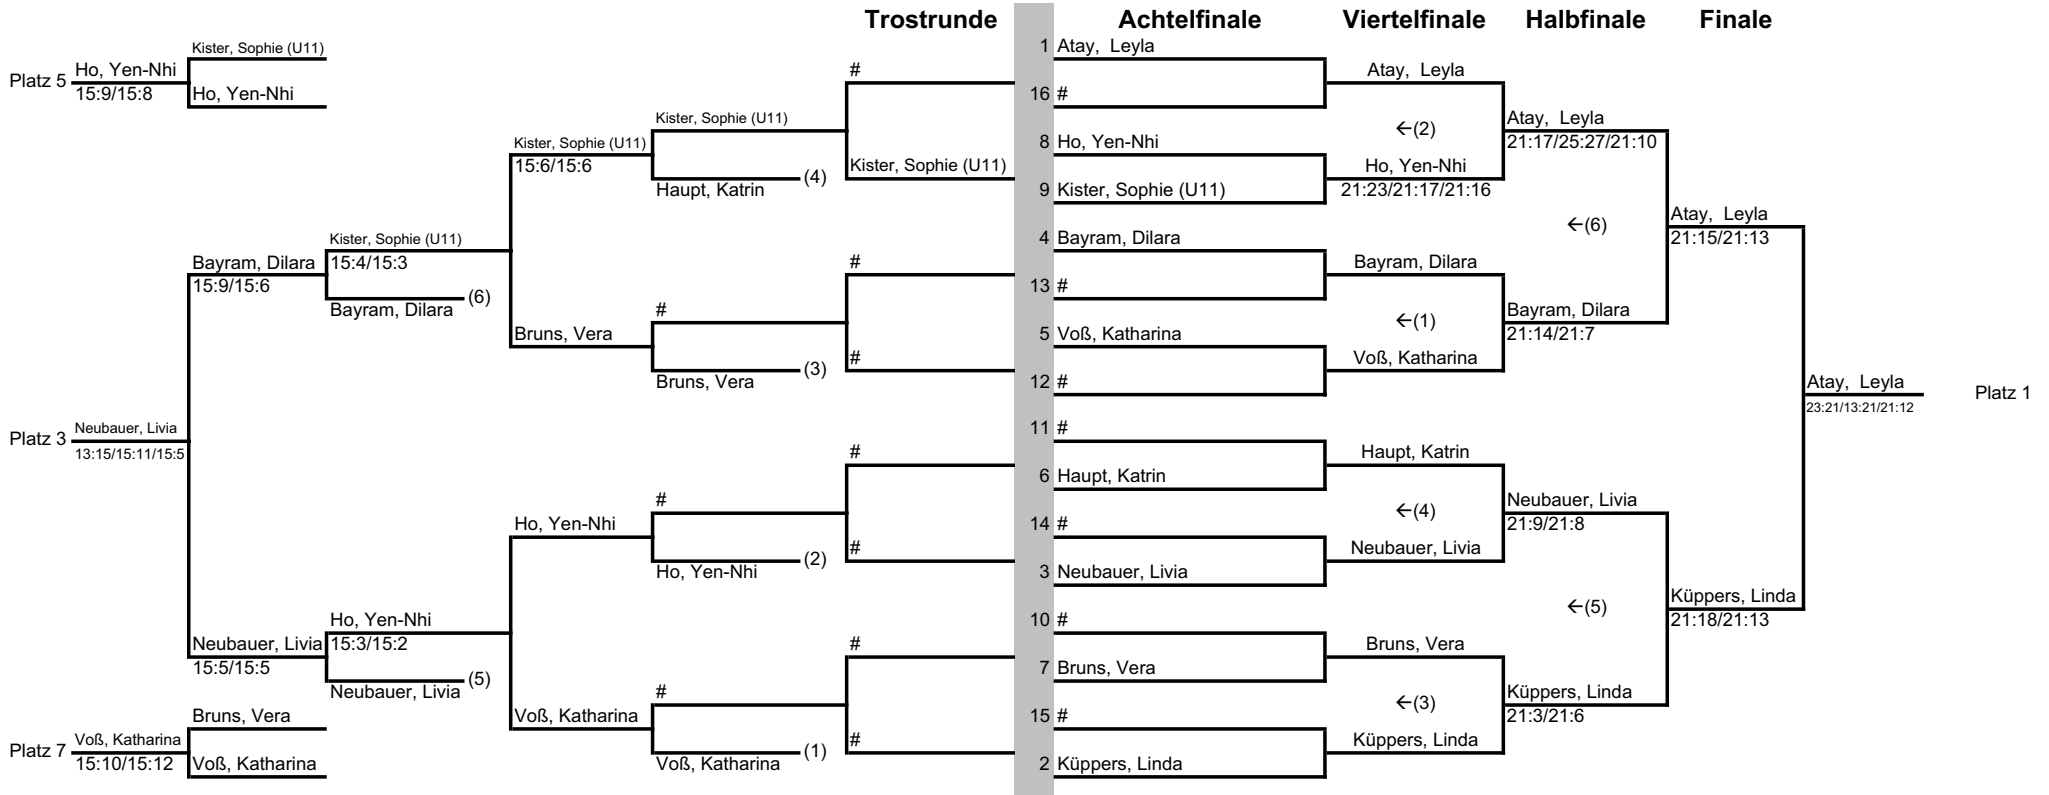 Trostrunde Achtelfinale Viertelfinale Halbfinale Finale
Kister, Sophie (U11)
Platz 5 Ho, Yen-Nhi
15:9/15:8
Ho, Yen-Nhi
Kister, Sophie (U11)
15:6/15:6
Kister, Sophie (U11)
Haupt, Katrin (4)
#
Kister, Sophie (U11)
Kister, Sophie (U11)
15:4/15:3
Bayram, Dilara (6)
Bayram, Dilara
15:9/15:6
Bruns, Vera
#
Bruns, Vera (3)
#
#
Platz 3 Neubauer, Livia
13:15/15:11/15:5
Ho, Yen-Nhi
#
Ho, Yen-Nhi (2)
#
#
Ho, Yen-Nhi
15:3/15:2
Neubauer, Livia (5)
Neubauer, Livia
15:5/15:5
Voß, Katharina
#
Voß, Katharina (1)
#
#
Bruns, Vera
Platz 7 Voß, Katharina
15:10/15:12
Voß, Katharina
1 Atay, Leyla
16 #
8 Ho, Yen-Nhi
9 Kister, Sophie (U11)
4 Bayram, Dilara
13 #
5 Voß, Katharina
12 #
11 #
6 Haupt, Katrin
14 #
3 Neubauer, Livia
10 #
7 Bruns, Vera
15 #
2 Küppers, Linda
Atay, Leyla
←(2)
Ho, Yen-Nhi
21:23/21:17/21:16
Bayram, Dilara
←(1)
Voß, Katharina
Haupt, Katrin
←(4)
Neubauer, Livia
Bruns, Vera
←(3)
Küppers, Linda
Atay, Leyla
21:17/25:27/21:10
←(6)
Bayram, Dilara
21:14/21:7
Neubauer, Livia
21:9/21:8
←(5)
Küppers, Linda
21:3/21:6
Atay, Leyla
21:15/21:13
Küppers, Linda
21:18/21:13
Atay, Leyla Platz 1
23:21/13:21/21:12